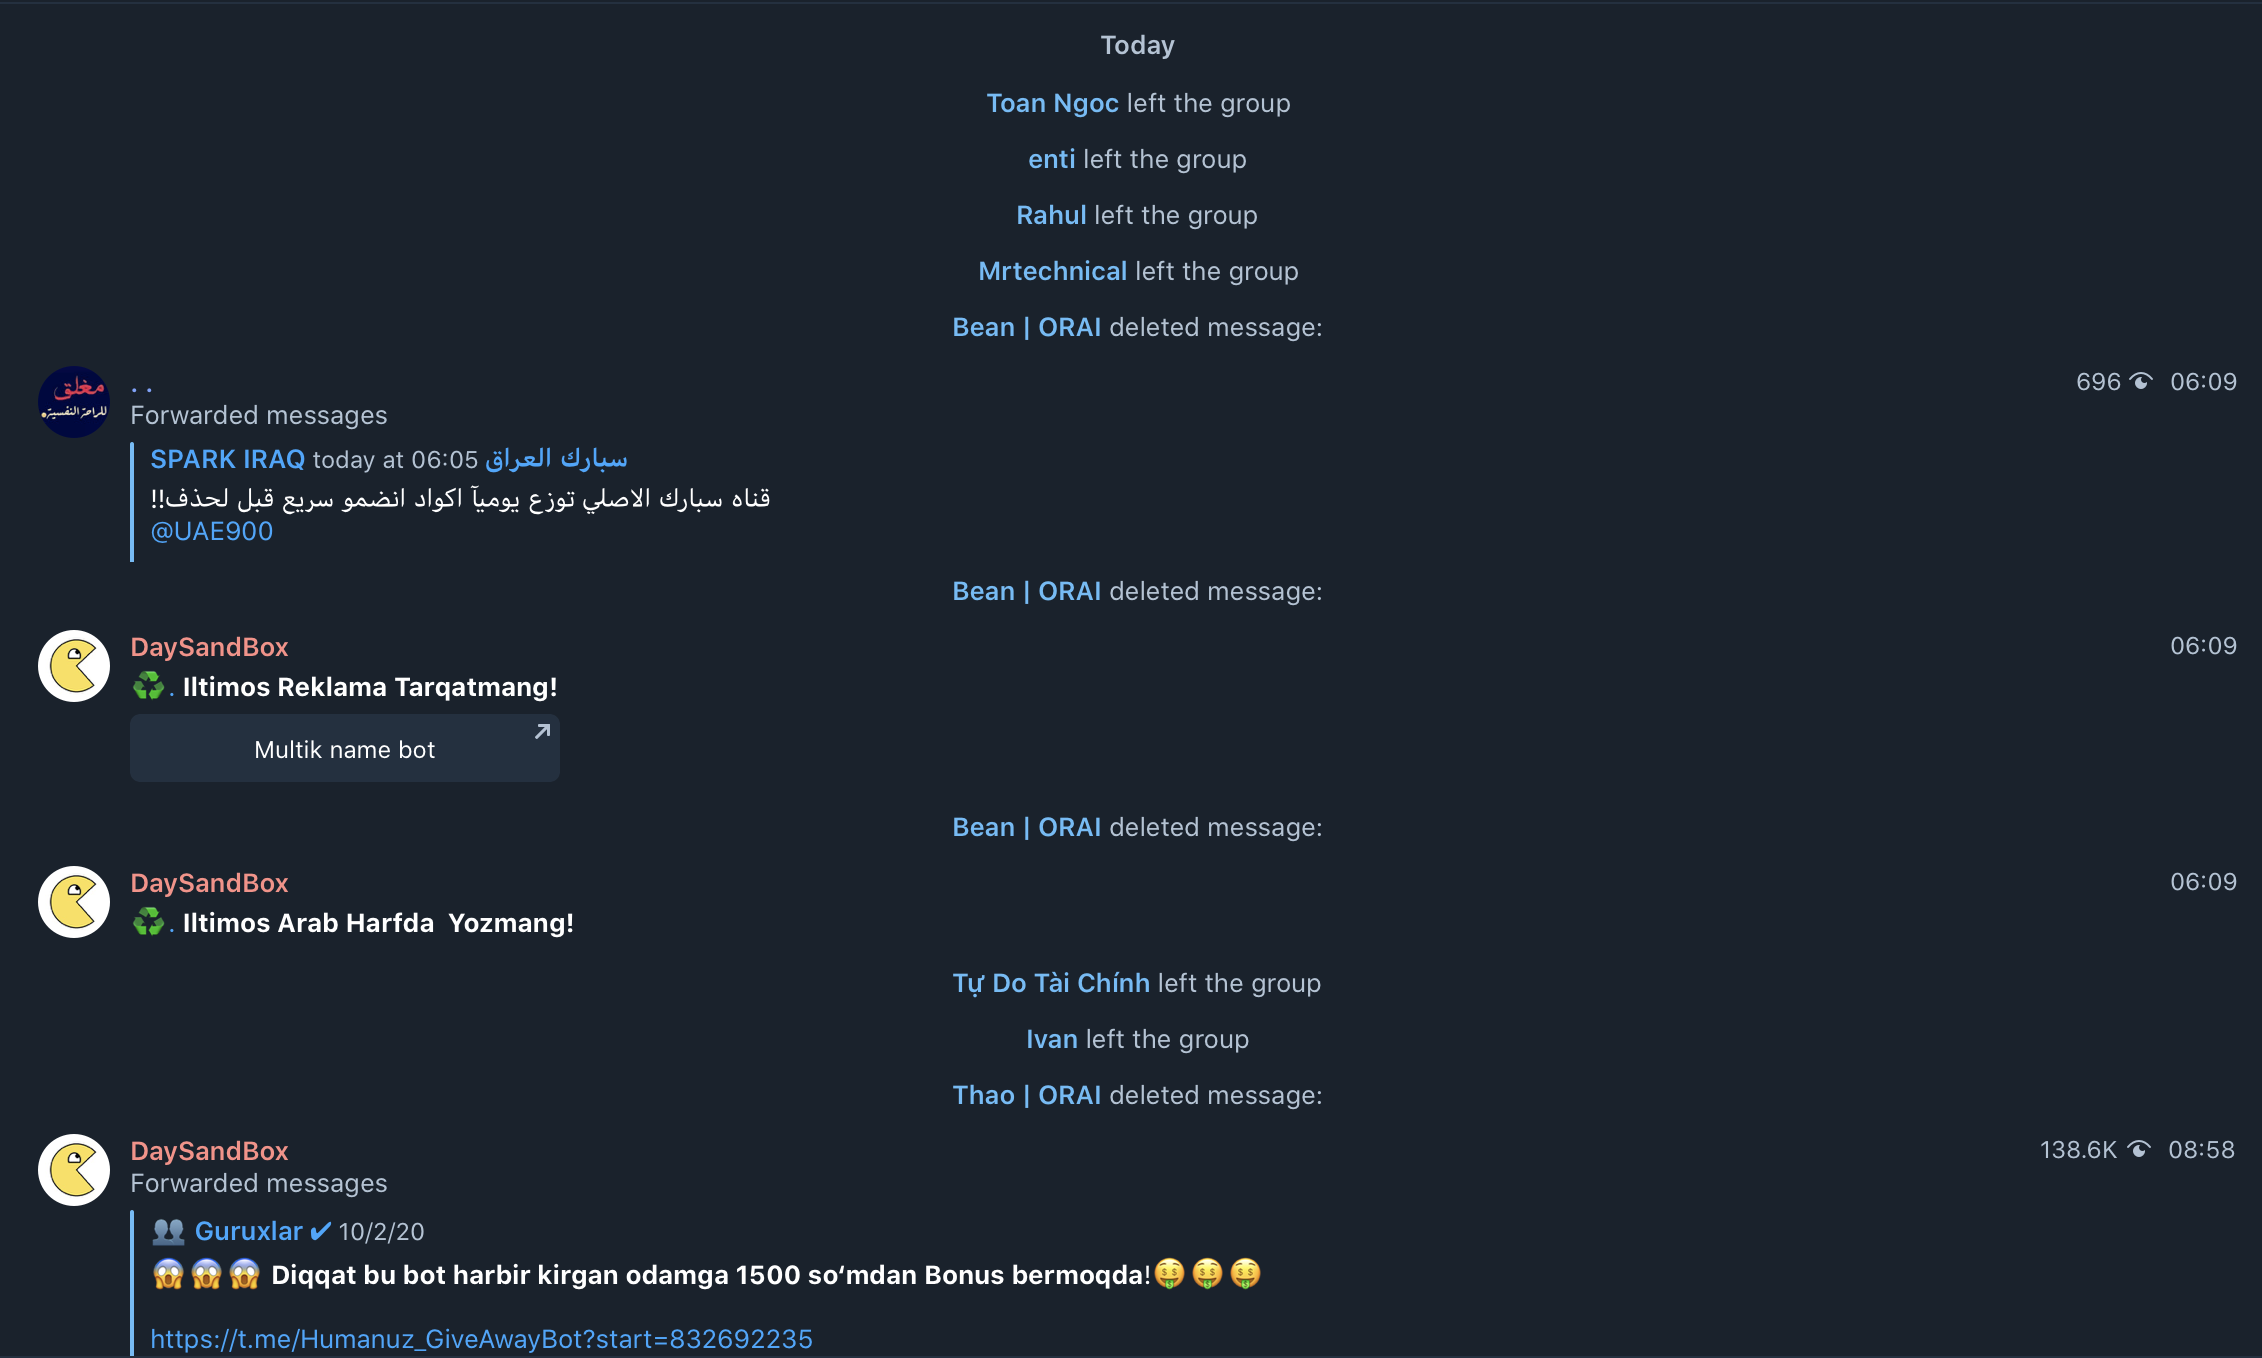 Today
Toan Ngoc left the group
enti left the group
Rahul left the group
Mrtechnical left the group
Bean | ORAI deleted message:
مغلق
للراحة النفسية
. .
696 06:09
Forwarded messages
SPARK IRAQ today at 06:05 سبارك العراق
قناه سبارك الاصلي توزع يوميآ اكواد انضمو سريع قبل لحذف!!
@UAE900
Bean | ORAI deleted message:
DaySandBox 06:09
♻️. Iltimos Reklama Tarqatmang!
Multik name bot
Bean | ORAI deleted message:
DaySandBox 06:09
♻️. Iltimos Arab Harfda  Yozmang!
Tự Do Tài Chính left the group
Ivan left the group
Thao | ORAI deleted message:
DaySandBox 138.6K 08:58
Forwarded messages
👥 Guruxlar ✔ 10/2/20
😱😱😱 Diqqat bu bot harbir kirgan odamga 1500 soʻmdan Bonus bermoqda!🤑🤑🤑
https://t.me/Humanuz_GiveAwayBot?start=832692235